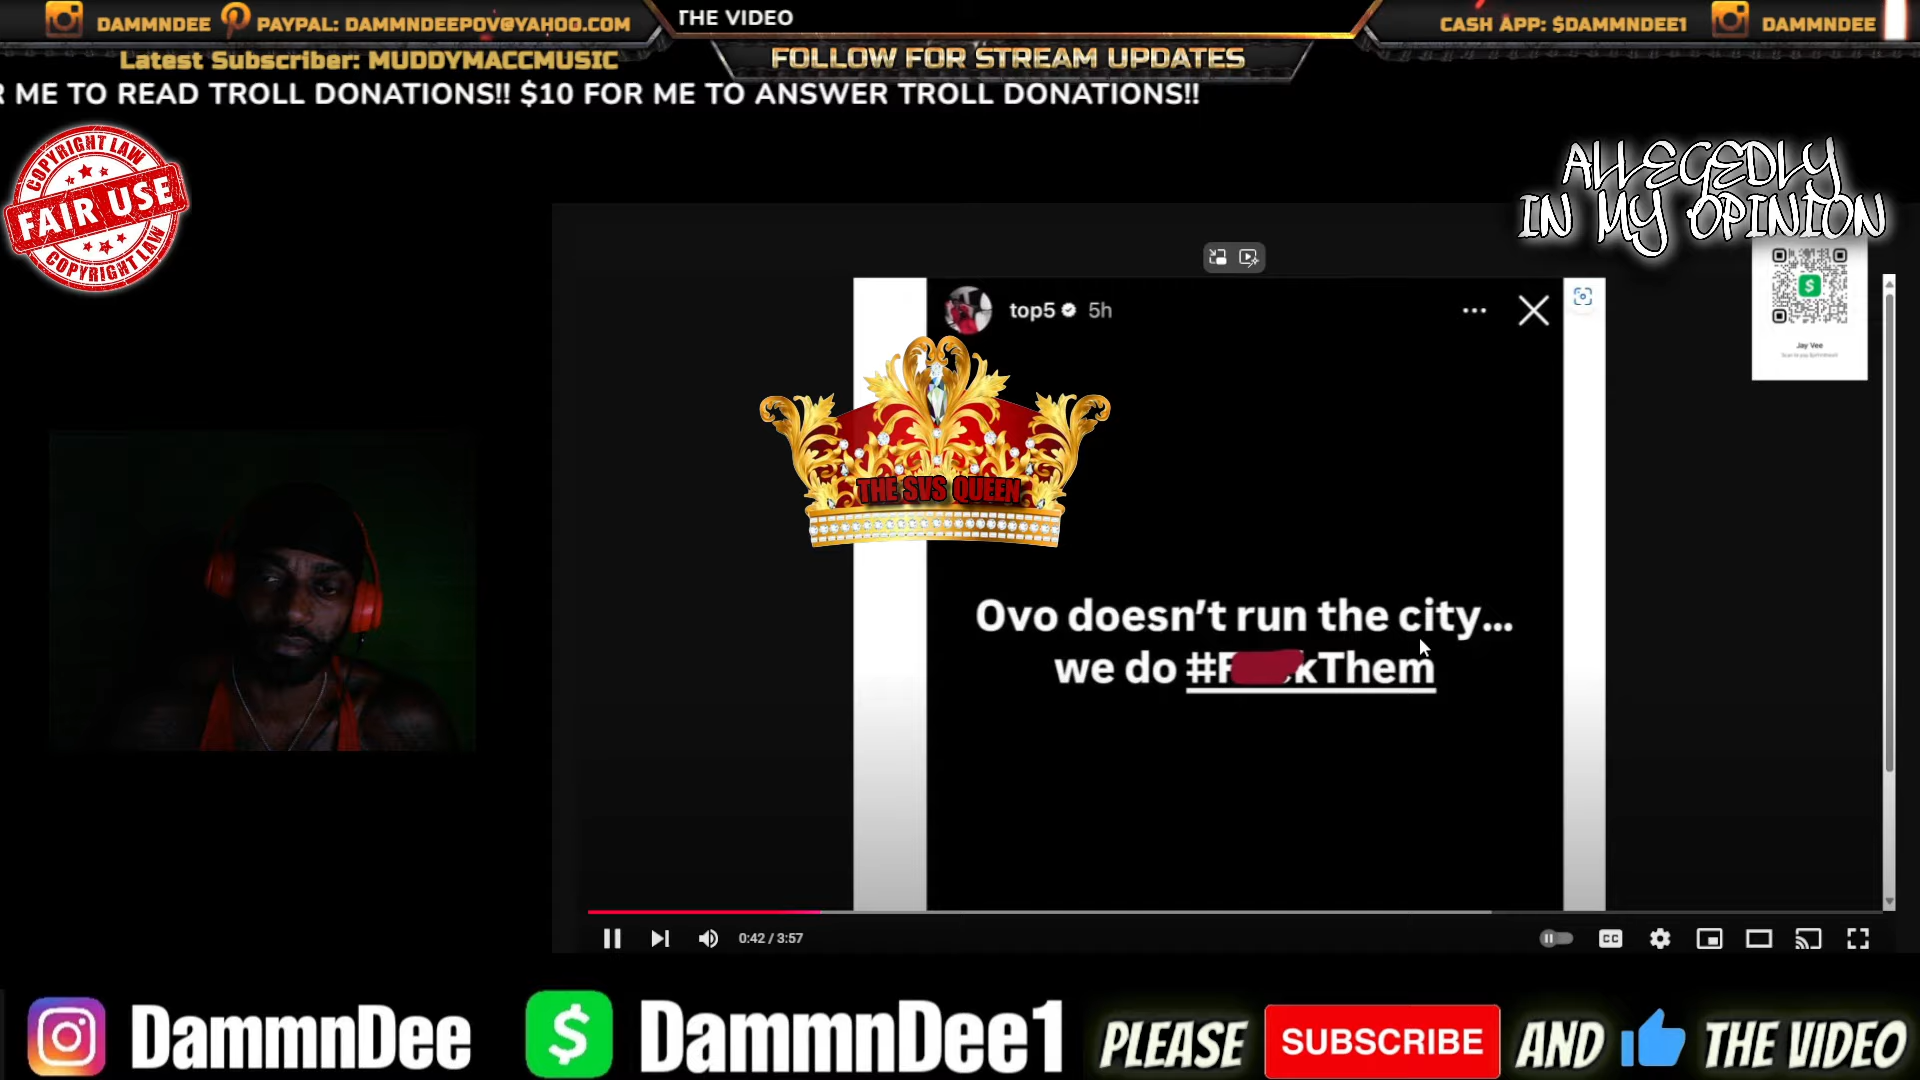 DAMMNDEE
PAYPAL: DAMMNDEEPOV@YAHOO.COM
THE VIDEO
CASH APP: $DAMMNDEE1
DAMMNDEE
Latest Subscriber: MUDDYMACCMUSIC
FOLLOW FOR STREAM UPDATES
R ME TO READ TROLL DONATIONS!! $10 FOR ME TO ANSWER TROLL DONATIONS!!
COPYRIGHT LAW
FAIR USE
COPYRIGHT LAW
ALLEGEDLY
IN MY OPINION
$
Jay Vee
top5 5h
THE SVS QUEEN
Ovo doesn't run the city...
we do #F kThem
0:42 / 3:57
CC
DammnDee
$ DammnDee1
PLEASE SUBSCRIBE AND THE VIDEO